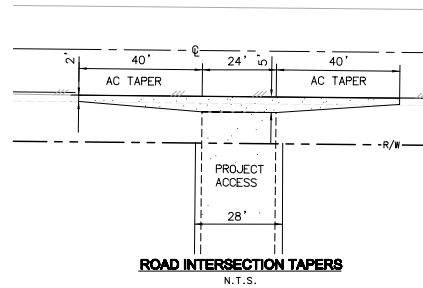 ℄
40' 24' 40'
2' AC TAPER 5' AC TAPER
R/W
PROJECT
ACCESS
28'
ROAD INTERSECTION TAPERS
N.T.S.